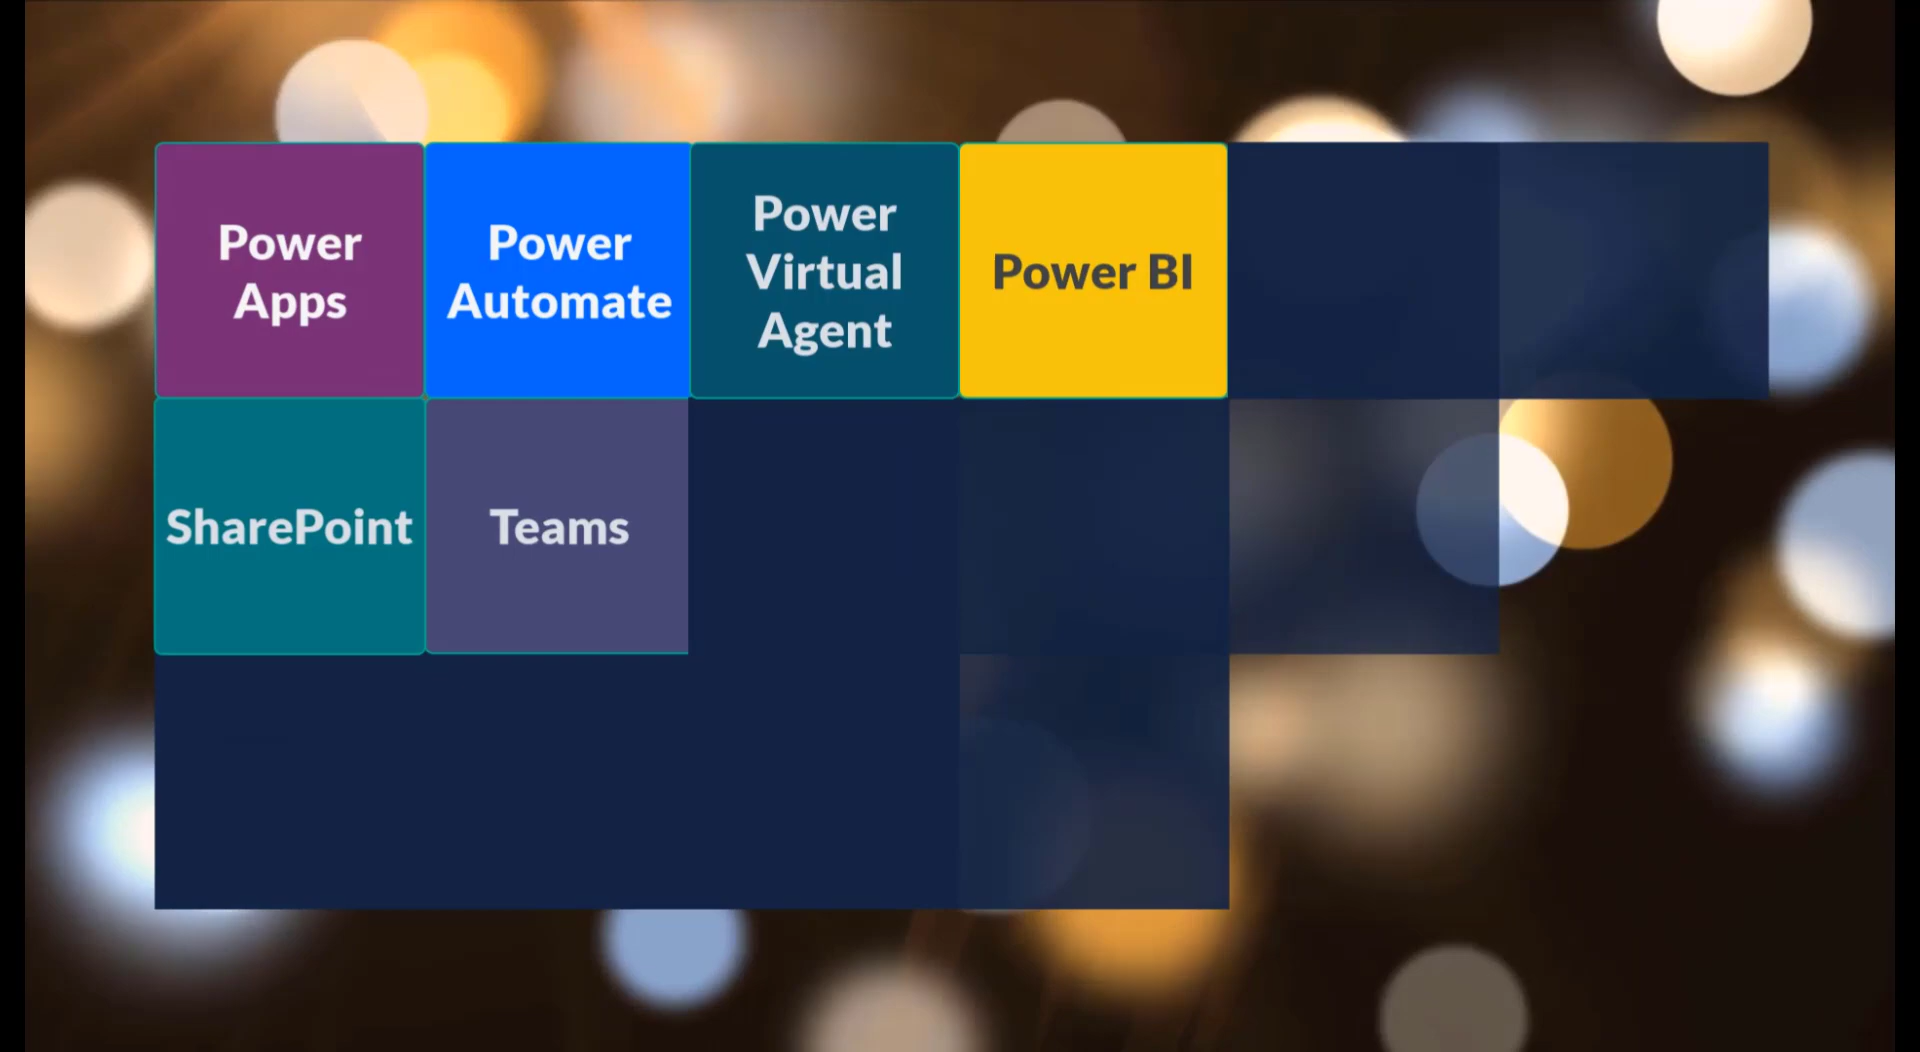 Power
Apps
Power
Automate
Power
Virtual
Agent
Power BI
SharePoint
Teams